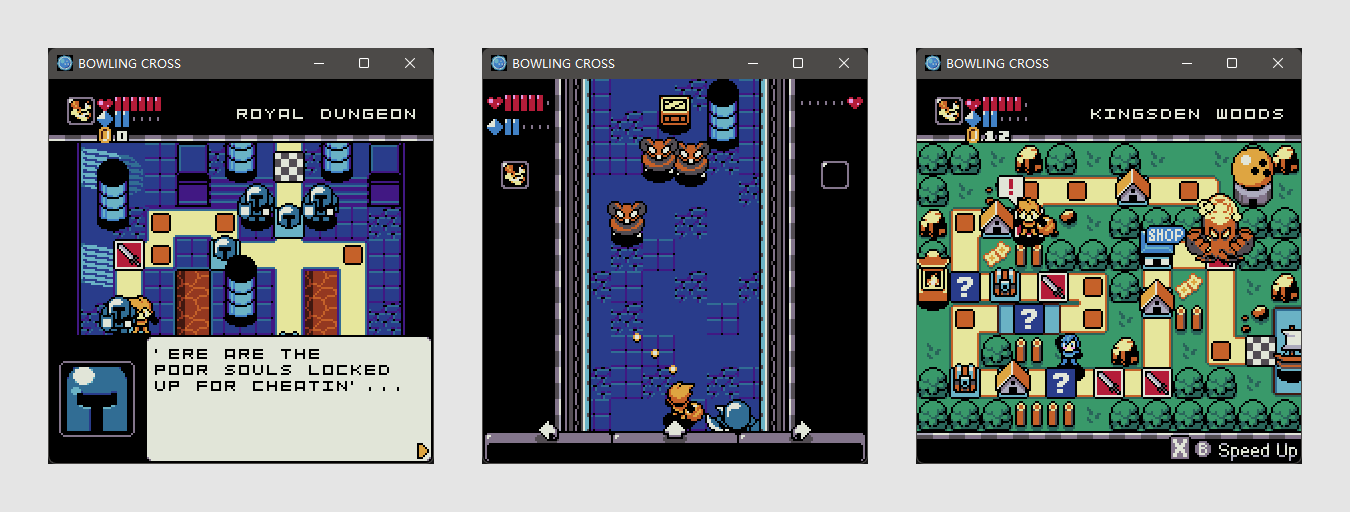 BOWLING CROSS
ROYAL DUNGEON
0
'ERE ARE THE
POOR SOULS LOCKED
UP FOR CHEATIN'...
BOWLING CROSS
BOWLING CROSS
KINGSDEN WOODS
12
!
SHOP
?
?
?
X B Speed Up